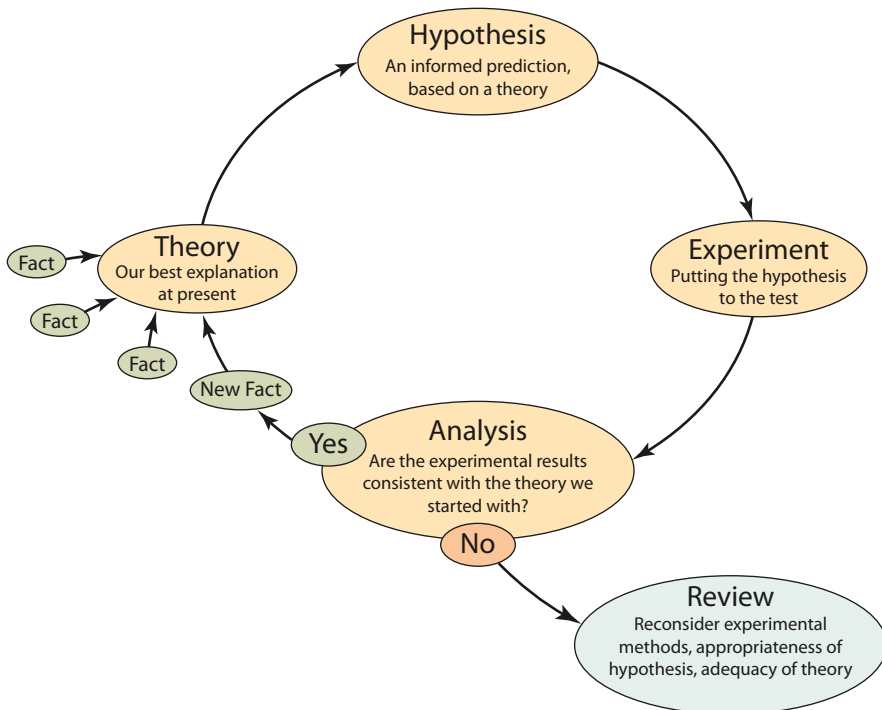 Hypothesis
An informed prediction,
based on a theory
Experiment
Putting the hypothesis
to the test
Theory
Our best explanation
at present
Fact
Fact
Fact
New Fact
Yes
Analysis
Are the experimental results
consistent with the theory we
started with?
No
Review
Reconsider experimental
methods, appropriateness of
hypothesis, adequacy of theory